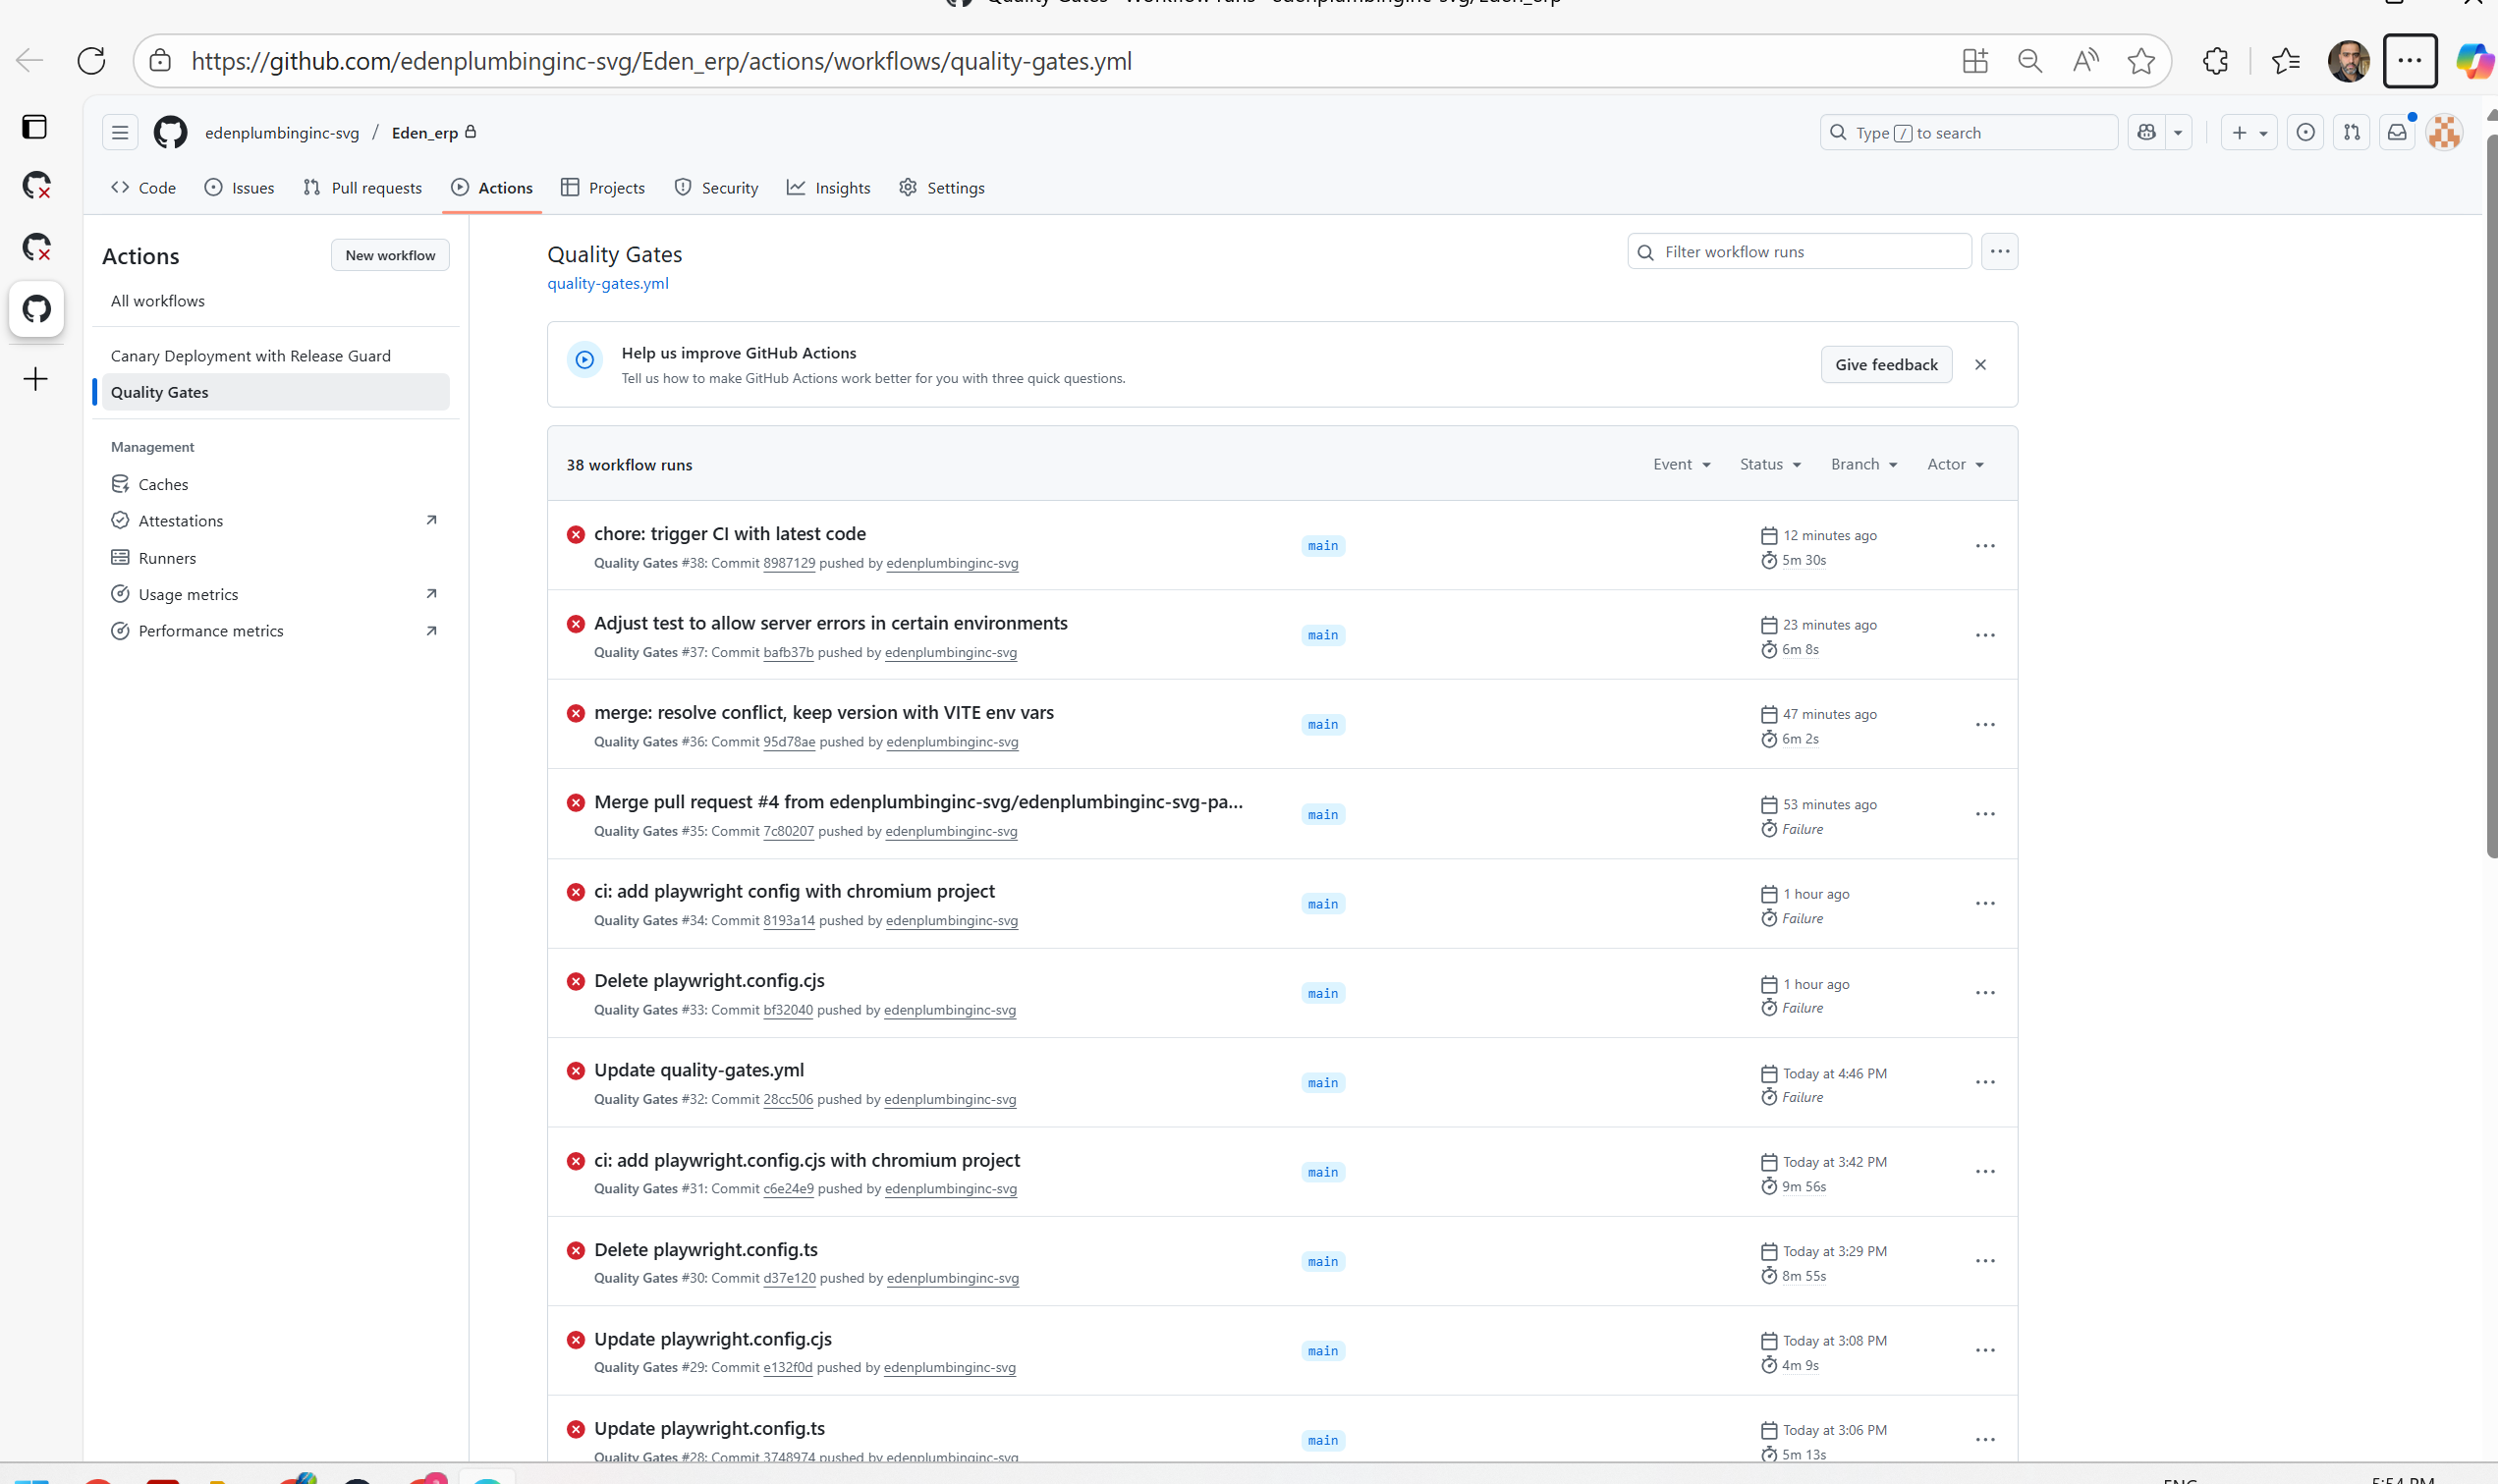 Quality Gates · Workflow runs · edenplumbinginc-svg/Eden_erp
https://github.com/edenplumbinginc-svg/Eden_erp/actions/workflows/quality-gates.yml
edenplumbinginc-svg / Eden_erp
Type / to search
Code Issues Pull requests Actions Projects Security Insights Settings
Actions
New workflow
All workflows
Canary Deployment with Release Guard
Quality Gates
Management
Caches
Attestations
Runners
Usage metrics
Performance metrics
Quality Gates
quality-gates.yml
Filter workflow runs
Help us improve GitHub Actions
Tell us how to make GitHub Actions work better for you with three quick questions.
Give feedback
38 workflow runs
Event Status Branch Actor
chore: trigger CI with latest code
Quality Gates #38: Commit 8987129 pushed by edenplumbinginc-svg
main
12 minutes ago
5m 30s
Adjust test to allow server errors in certain environments
Quality Gates #37: Commit bafb37b pushed by edenplumbinginc-svg
main
23 minutes ago
6m 8s
merge: resolve conflict, keep version with VITE env vars
Quality Gates #36: Commit 95d78ae pushed by edenplumbinginc-svg
main
47 minutes ago
6m 2s
Merge pull request #4 from edenplumbinginc-svg/edenplumbinginc-svg-pa...
Quality Gates #35: Commit 7c80207 pushed by edenplumbinginc-svg
main
53 minutes ago
Failure
ci: add playwright config with chromium project
Quality Gates #34: Commit 8193a14 pushed by edenplumbinginc-svg
main
1 hour ago
Failure
Delete playwright.config.cjs
Quality Gates #33: Commit bf32040 pushed by edenplumbinginc-svg
main
1 hour ago
Failure
Update quality-gates.yml
Quality Gates #32: Commit 28cc506 pushed by edenplumbinginc-svg
main
Today at 4:46 PM
Failure
ci: add playwright.config.cjs with chromium project
Quality Gates #31: Commit c6e24e9 pushed by edenplumbinginc-svg
main
Today at 3:42 PM
9m 56s
Delete playwright.config.ts
Quality Gates #30: Commit d37e120 pushed by edenplumbinginc-svg
main
Today at 3:29 PM
8m 55s
Update playwright.config.cjs
Quality Gates #29: Commit e132f0d pushed by edenplumbinginc-svg
main
Today at 3:08 PM
4m 9s
Update playwright.config.ts
Quality Gates #28: Commit 3748974 pushed by edenplumbinginc-svg
main
Today at 3:06 PM
5m 13s
ENG
5:54 PM